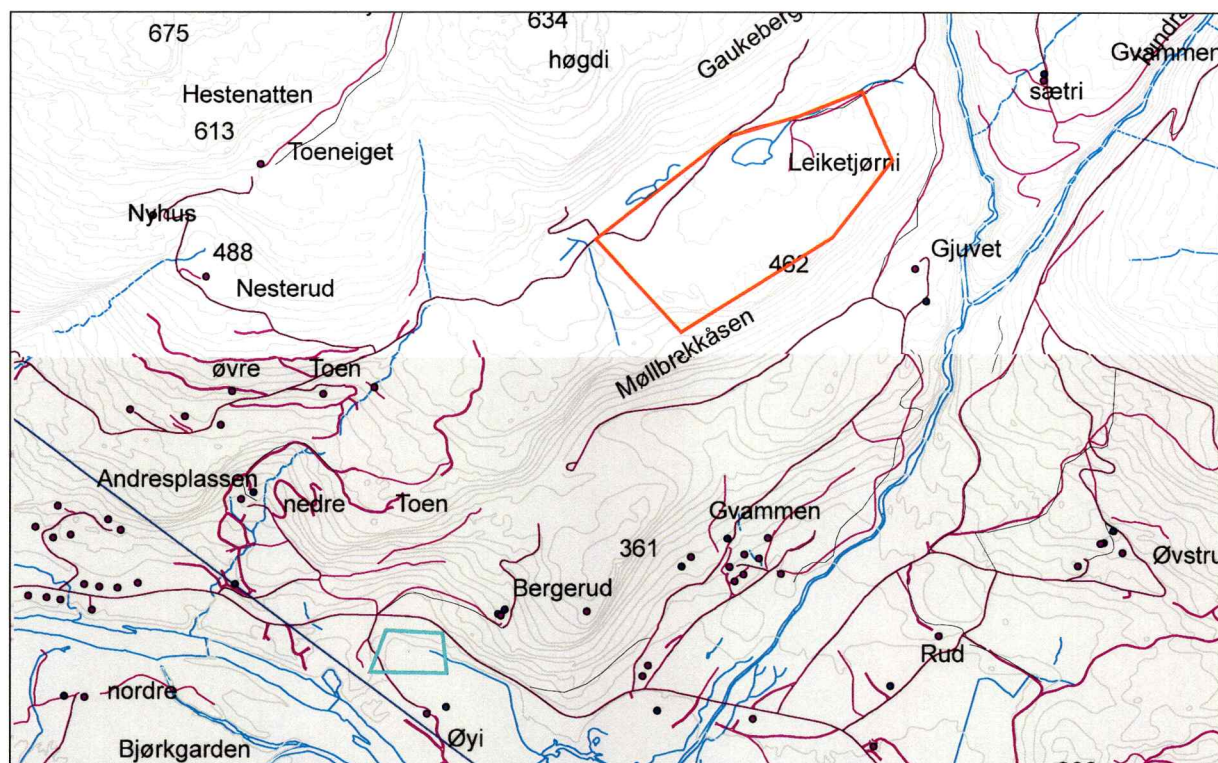 634
675
høgdi
Gaukeberg
Gvammen
Hestenatten
sætri
613
Toeneiget
Leiketjørni
Nyhus
488
Gjuvet
462
Nesterud
Møllbrekkåsen
øvre Toen
Andresplassen
nedre Toen
Gvammen
361
Øvstru
Bergerud
Rud
nordre
Øyi
Bjørkgarden